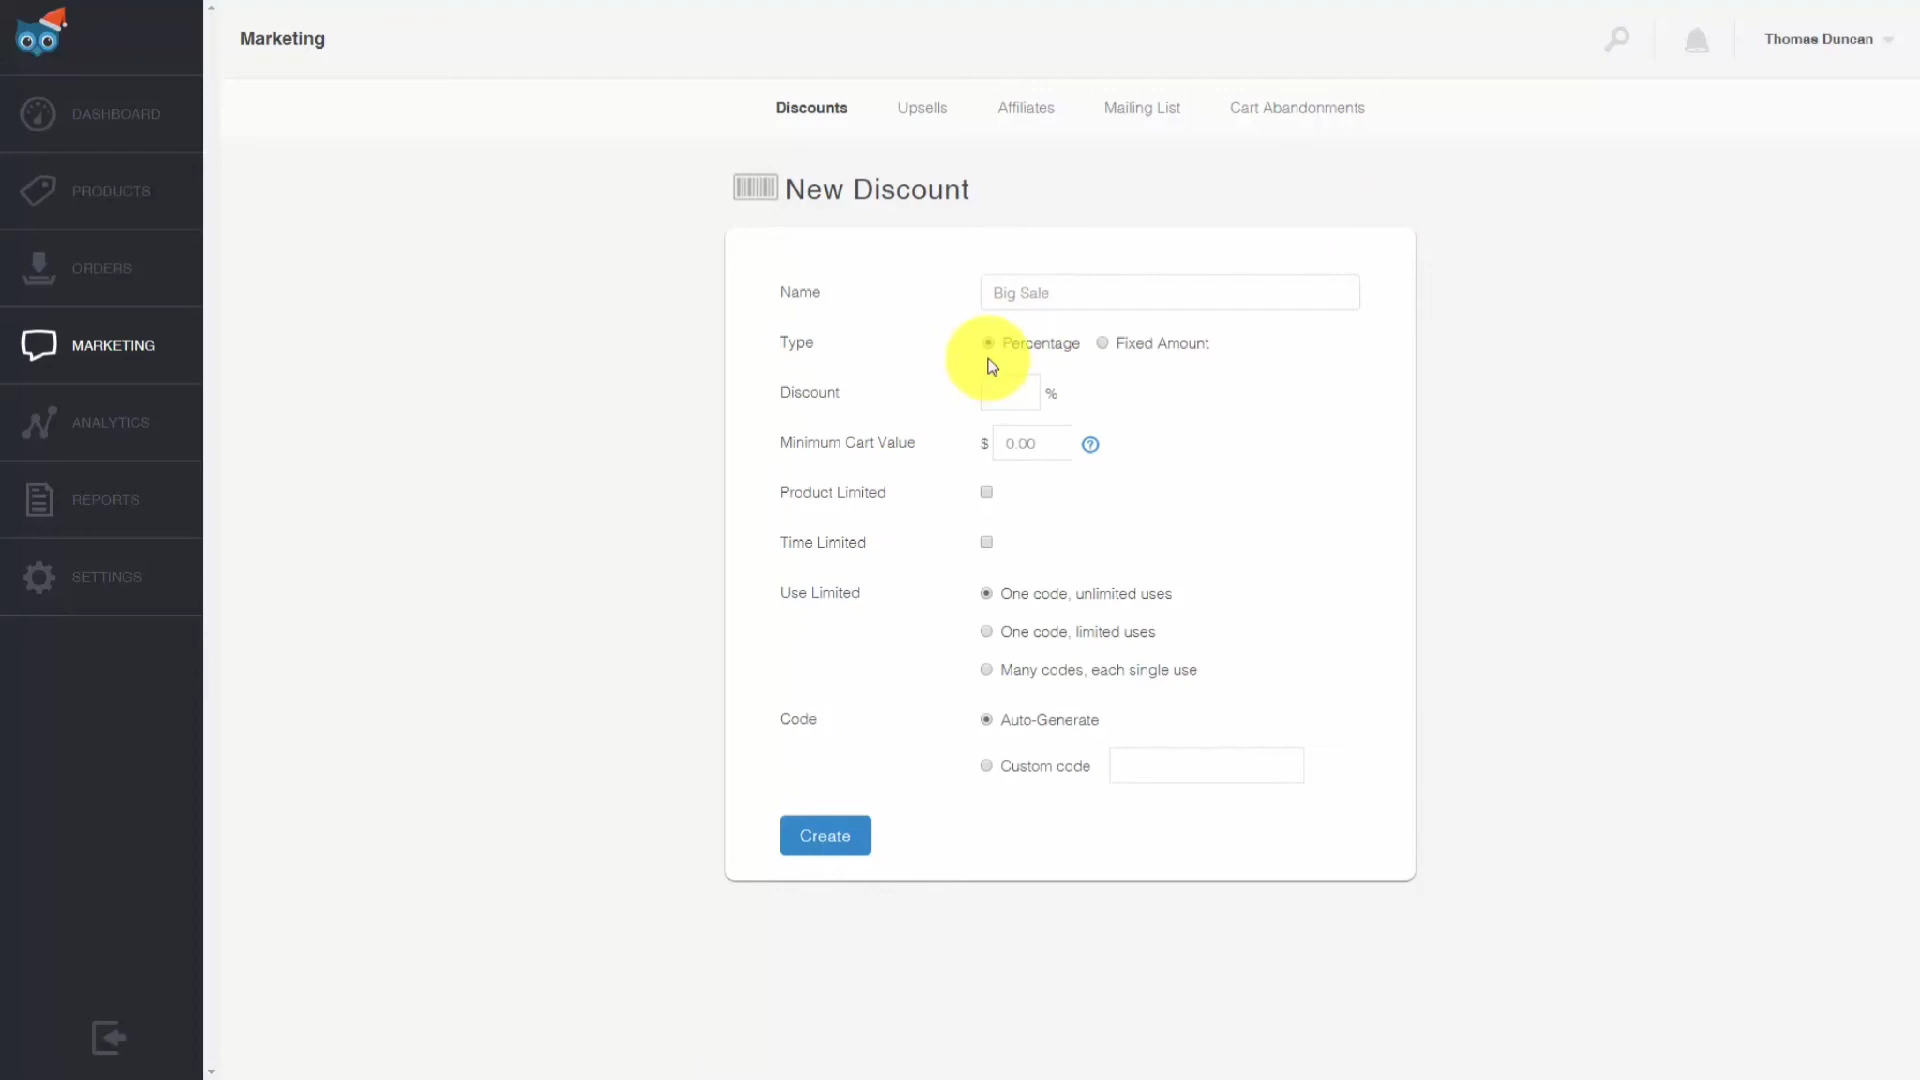 Marketing
Thomas Duncan
DASHBOARD
PRODUCTS
ORDERS
MARKETING
ANALYTICS
REPORTS
SETTINGS
Discounts Upsells Affiliates Mailing List Cart Abandonments
New Discount
Name Big Sale
Type Percentage Fixed Amount
Discount %
Minimum Cart Value $ 0.00 ?
Product Limited
Time Limited
Use Limited One code, unlimited uses
One code, limited uses
Many codes, each single use
Code Auto-Generate
Custom code
Create